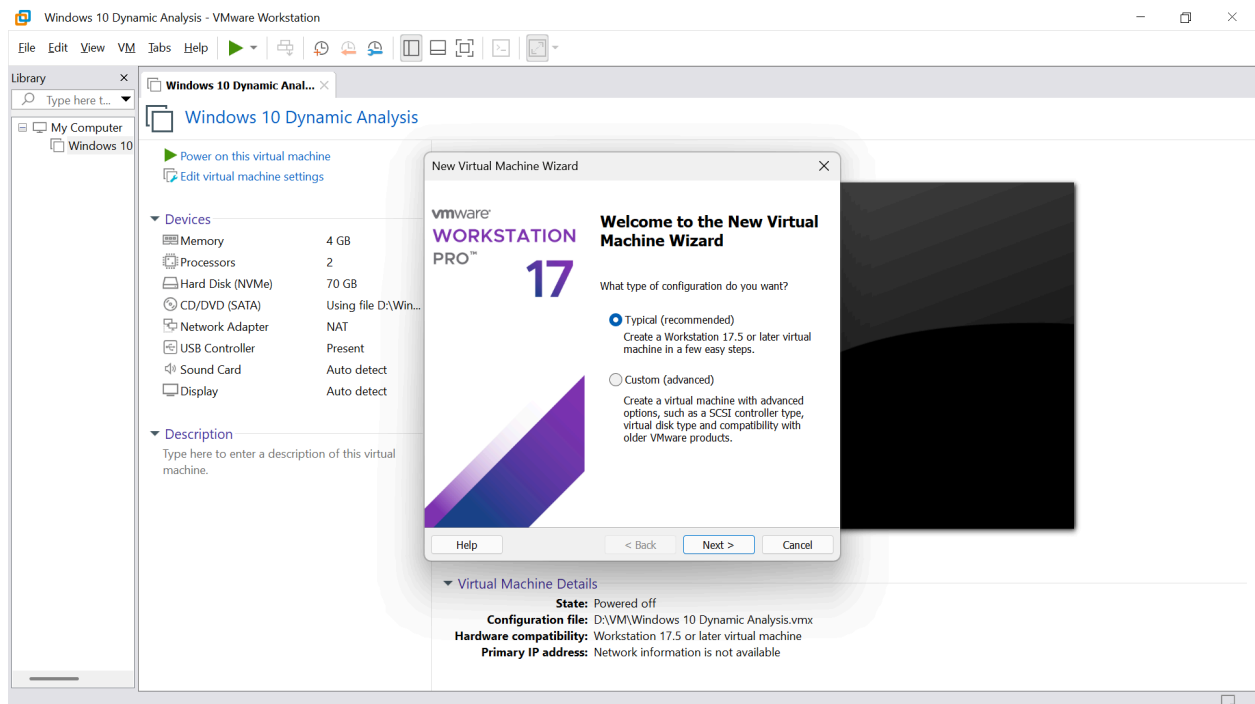 Windows 10 Dynamic Analysis - VMware Workstation
File Edit View VM Tabs Help
Library
Type here t...
My Computer
Windows 10
Windows 10 Dynamic Anal...
Windows 10 Dynamic Analysis
Power on this virtual machine
Edit virtual machine settings
Devices
Memory 4 GB
Processors 2
Hard Disk (NVMe) 70 GB
CD/DVD (SATA) Using file D:\Win...
Network Adapter NAT
USB Controller Present
Sound Card Auto detect
Display Auto detect
Description
Type here to enter a description of this virtual
machine.
New Virtual Machine Wizard
vmware
WORKSTATION
PRO™
17
Welcome to the New Virtual
Machine Wizard
What type of configuration do you want?
Typical (recommended)
Create a Workstation 17.5 or later virtual
machine in a few easy steps.
Custom (advanced)
Create a virtual machine with advanced
options, such as a SCSI controller type,
virtual disk type and compatibility with
older VMware products.
Help < Back Next > Cancel
Virtual Machine Details
State: Powered off
Configuration file: D:\VM\Windows 10 Dynamic Analysis.vmx
Hardware compatibility: Workstation 17.5 or later virtual machine
Primary IP address: Network information is not available